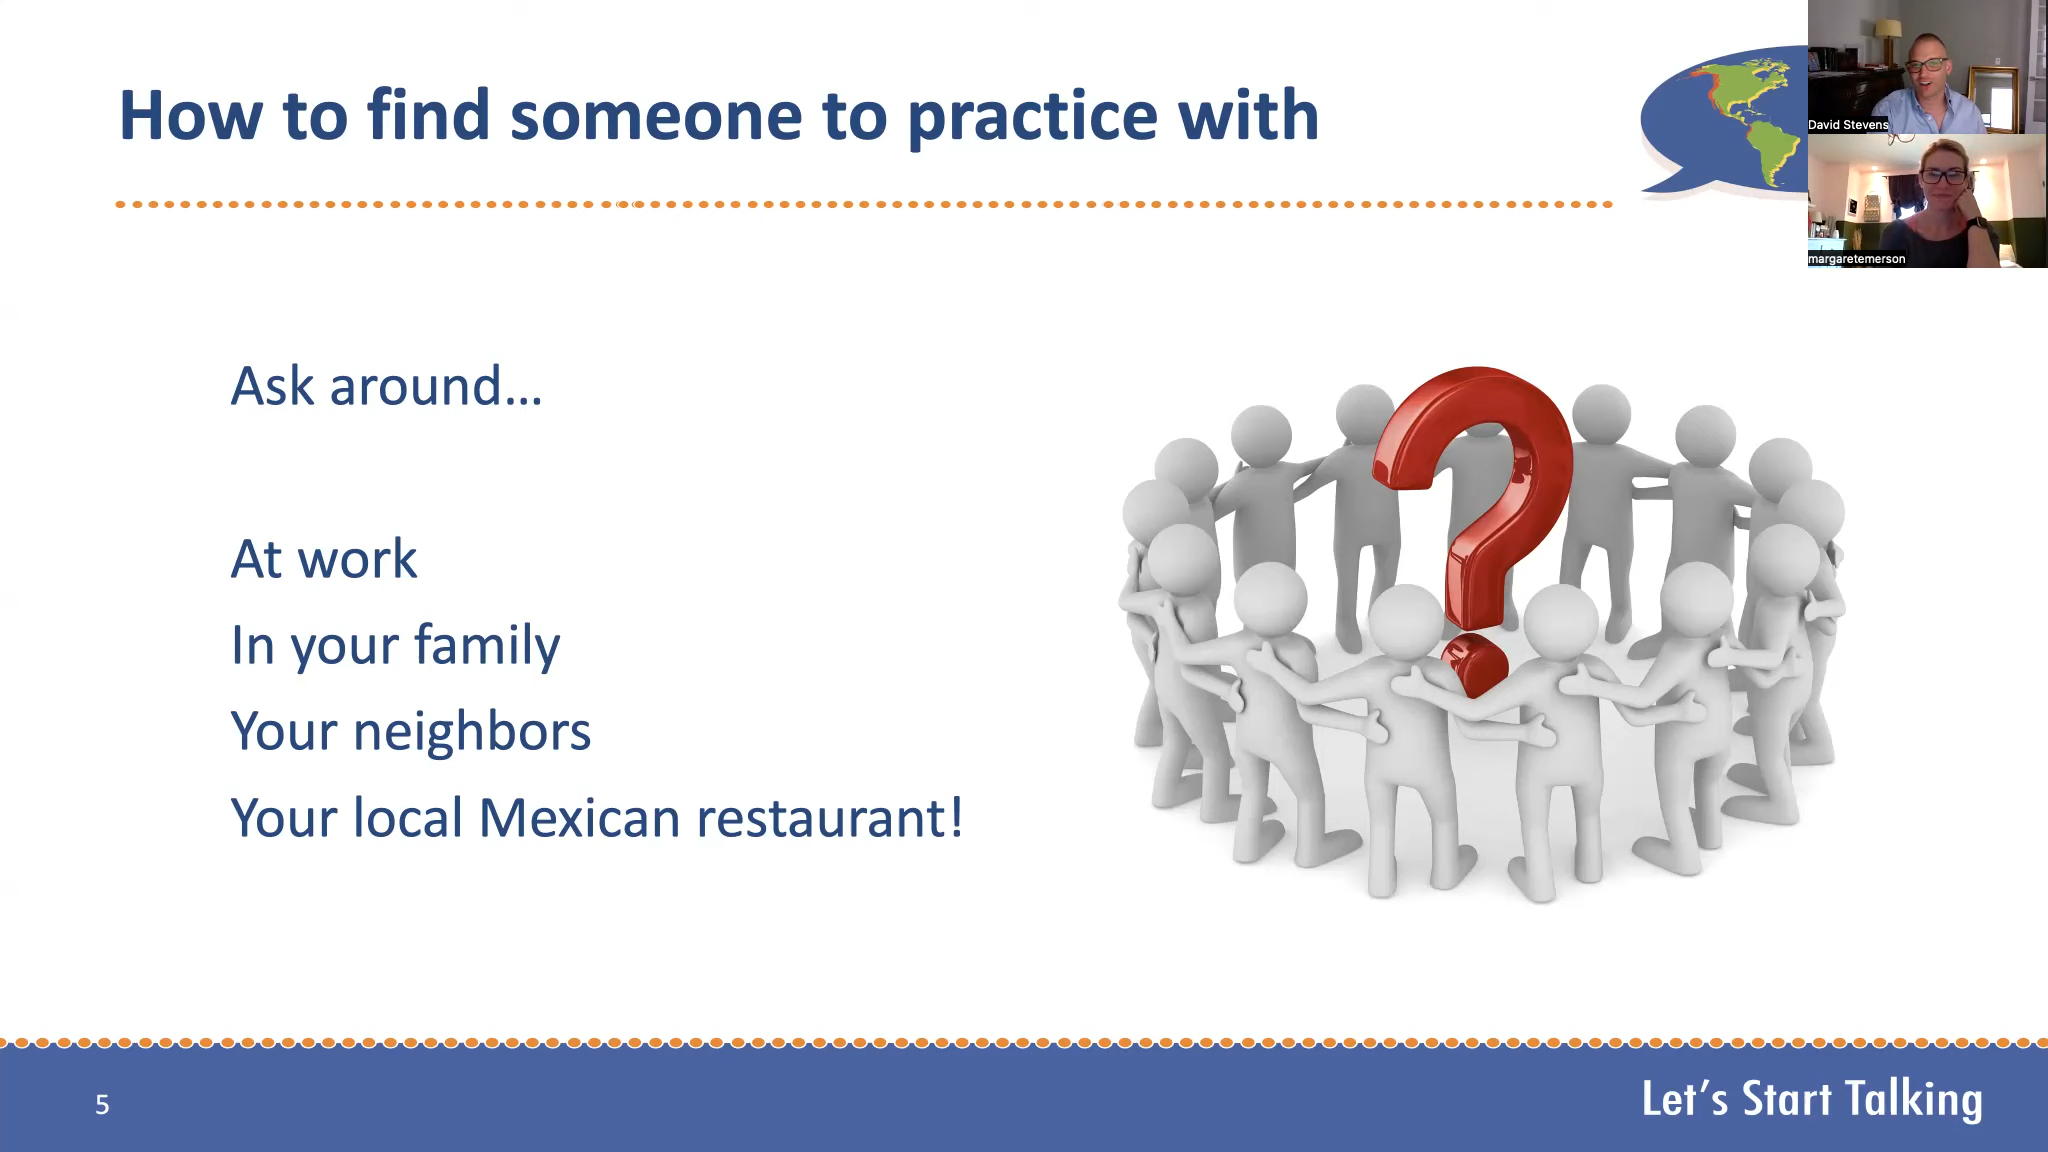 How to find someone to practice with
David Stevens
margaretemerson
Ask around...
At work
In your family
Your neighbors
Your local Mexican restaurant!
5
Let's Start Talking